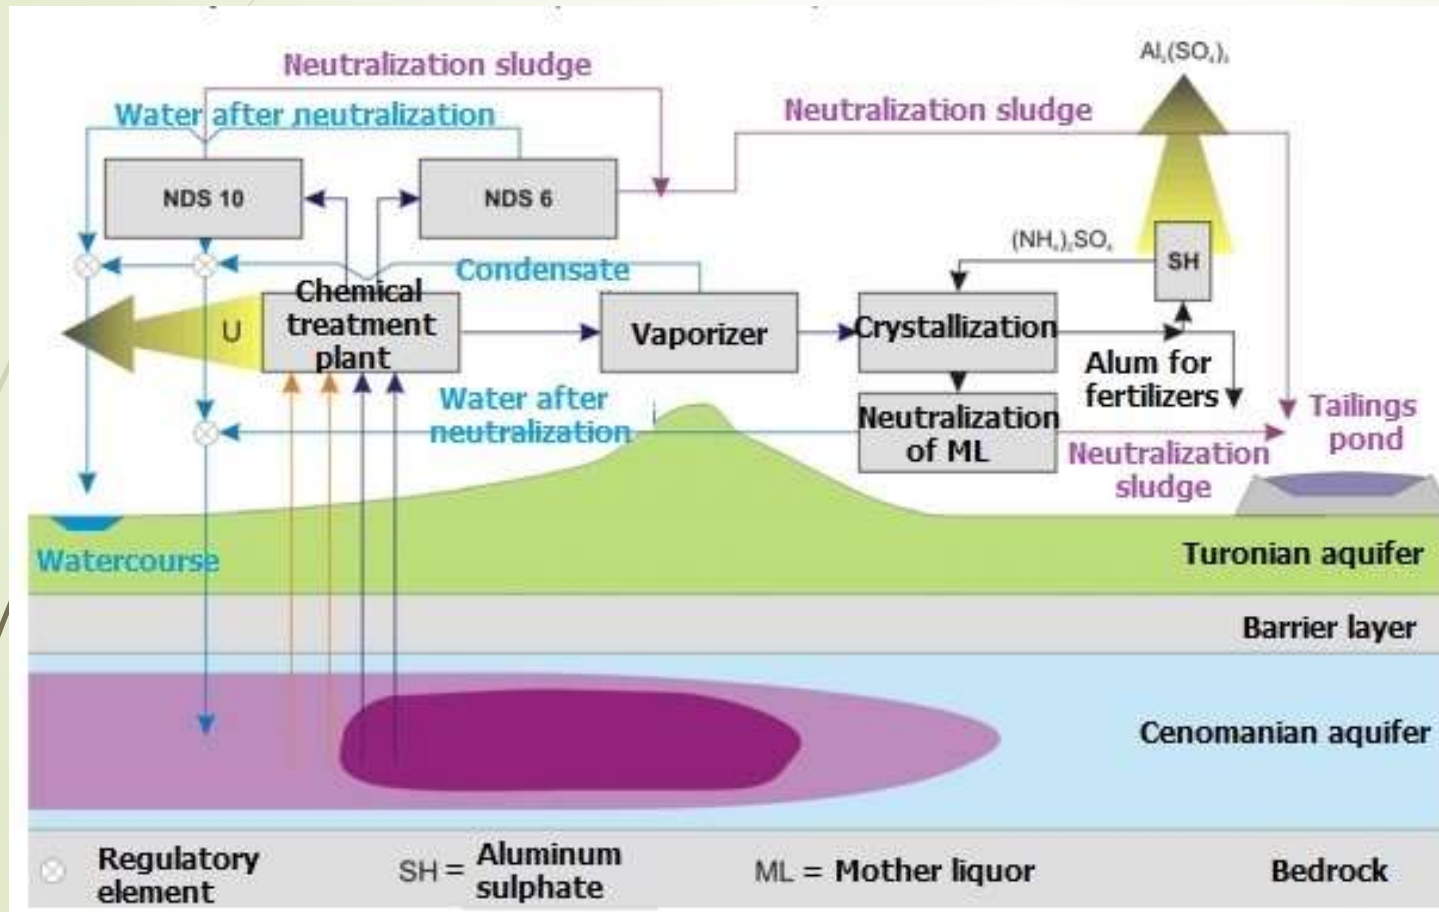 Al₂(SO₄)₃
Neutralization sludge
Neutralization sludge
Water after neutralization
NDS 10
NDS 6
(NH₄)₂SO₄
SH
Condensate
Chemical
treatment
plant
U
Vaporizer
Crystallization
Alum for
fertilizers
Water after
neutralization
Neutralization
of ML
Neutralization
sludge
Tailings
pond
Watercourse
Turonian aquifer
Barrier layer
Cenomanian aquifer
Regulatory
element
SH = Aluminum
sulphate
ML = Mother liquor
Bedrock